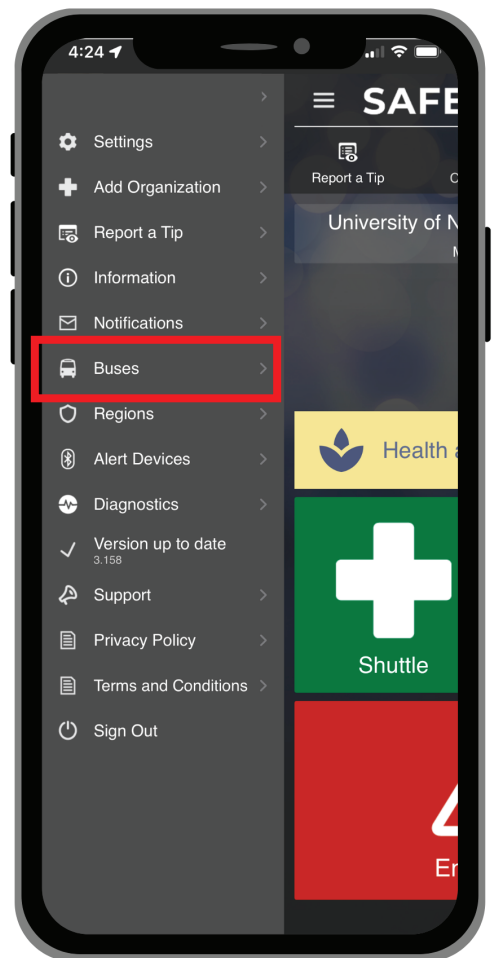 4:24
SAFE
Settings
Add Organization
Report a Tip
Information
Notifications
Buses
Regions
Alert Devices
Diagnostics
Version up to date
3.158
Support
Privacy Policy
Terms and Conditions
Sign Out
Report a Tip
University of N
Health
Shuttle